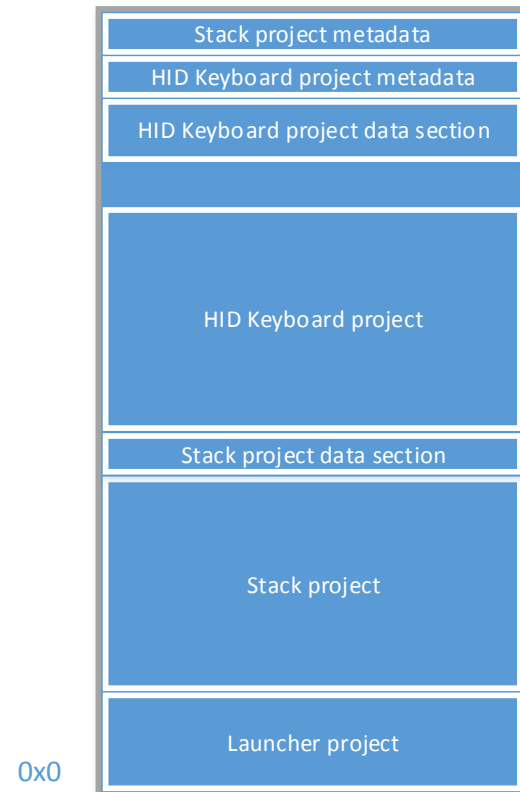 Stack project metadata
HID Keyboard project metadata
HID Keyboard project data section
HID Keyboard project
Stack project data section
Stack project
Launcher project
0x0